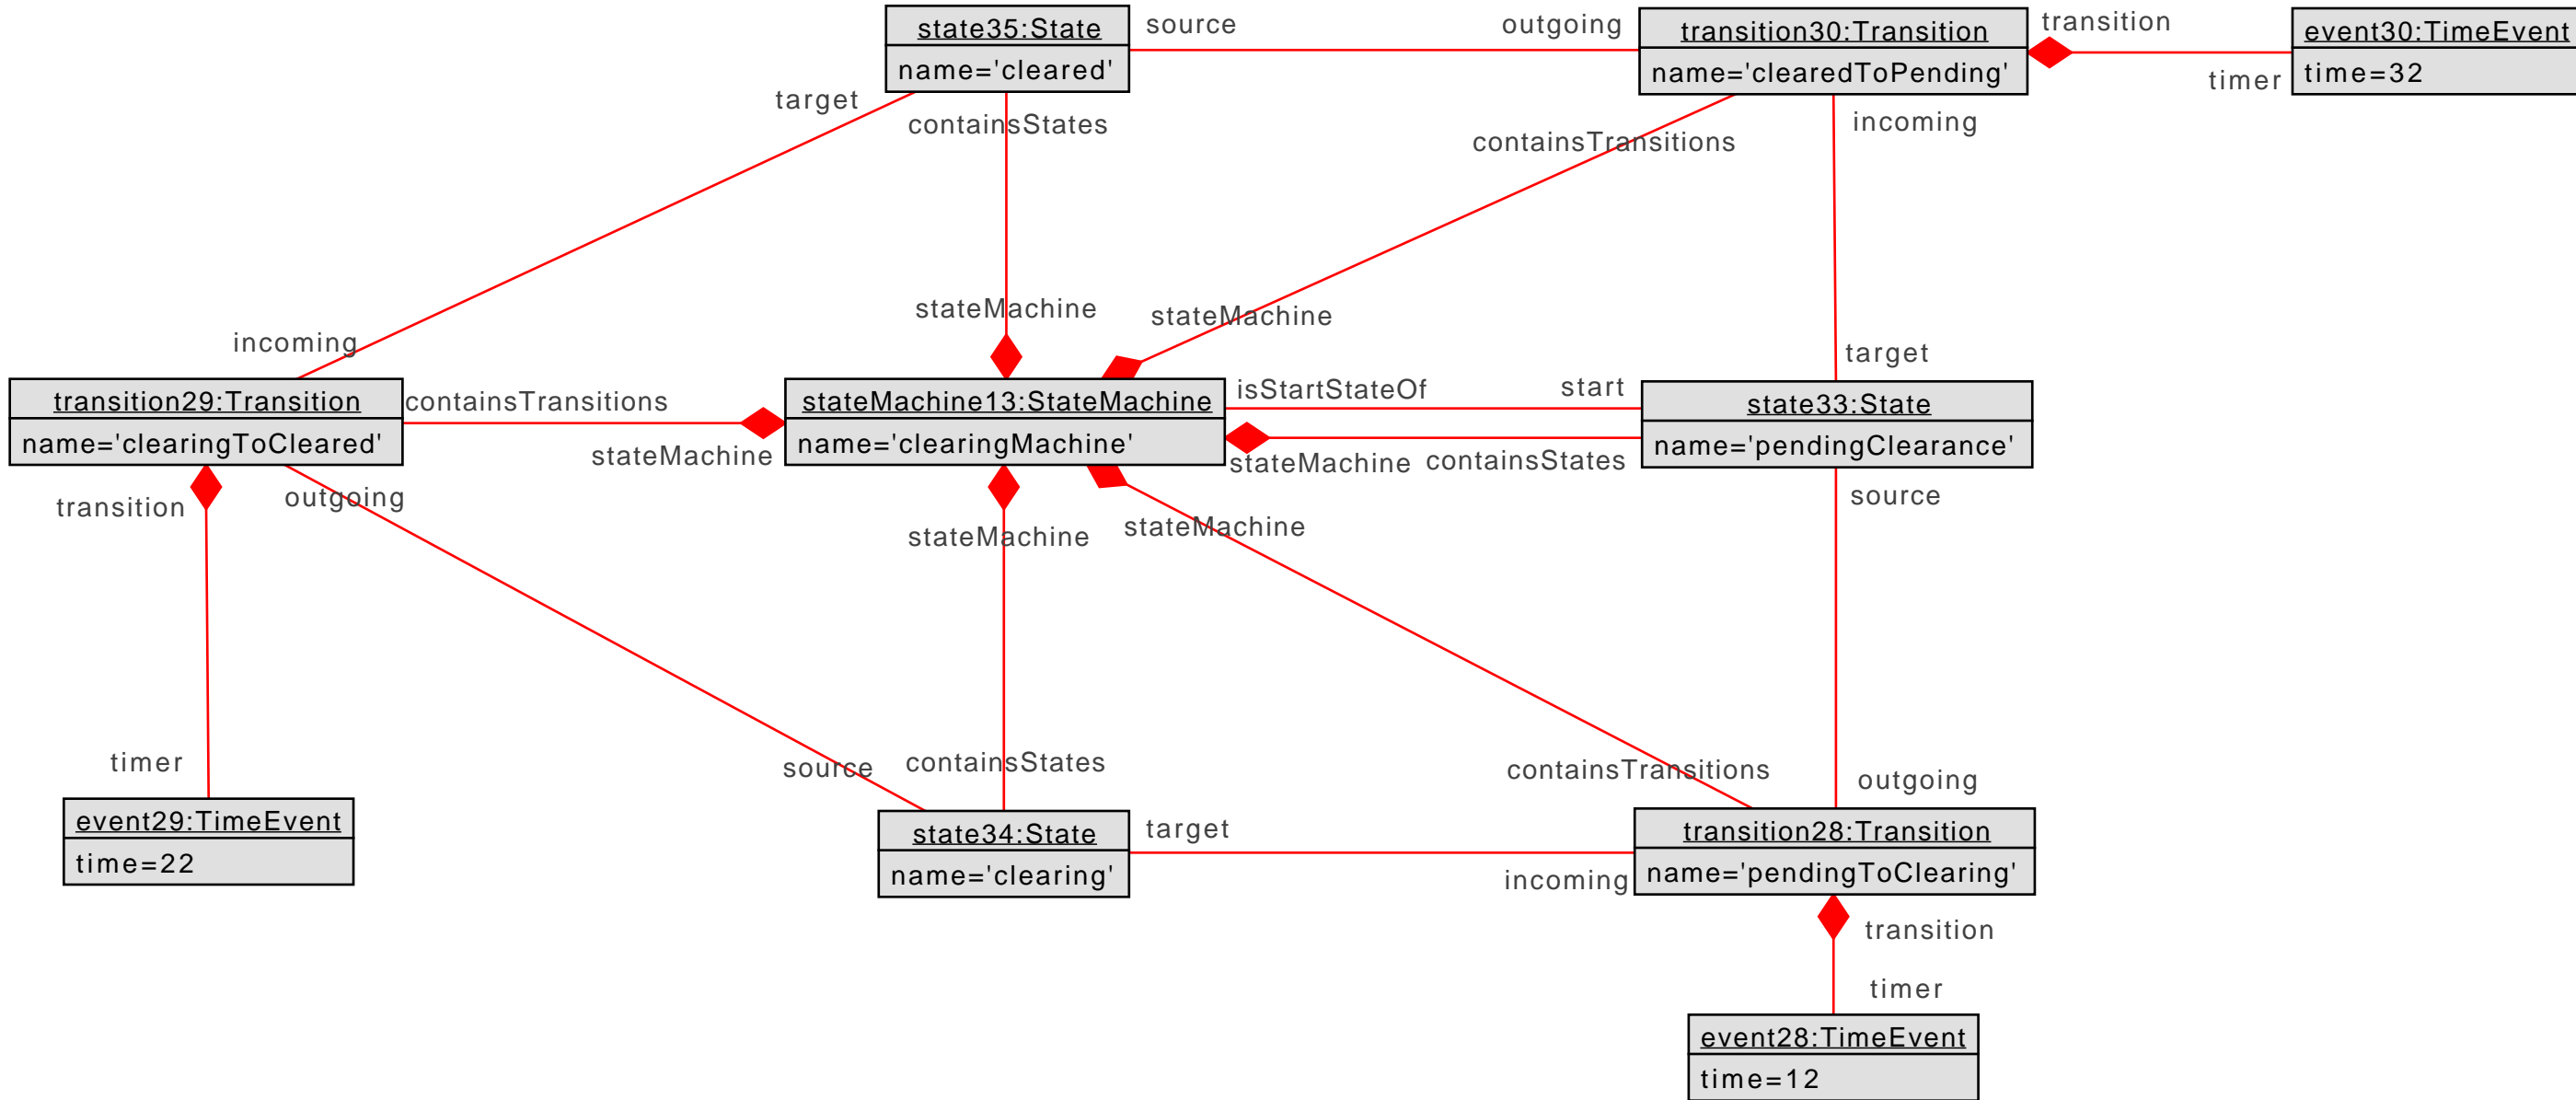 state35:State
name='cleared'
source
outgoing
transition30:Transition
name='clearedToPending'
transition
timer
event30:TimeEvent
time=32
target
containsStates
containsTransitions
incoming
incoming
stateMachine
stateMachine
target
transition29:Transition
name='clearingToCleared'
containsTransitions
stateMachine
stateMachine13:StateMachine
name='clearingMachine'
isStartStateOf
start
stateMachine
containsStates
state33:State
name='pendingClearance'
transition
outgoing
stateMachine
stateMachine
source
timer
source
containsStates
containsTransitions
outgoing
event29:TimeEvent
time=22
state34:State
name='clearing'
target
incoming
transition28:Transition
name='pendingToClearing'
transition
timer
event28:TimeEvent
time=12